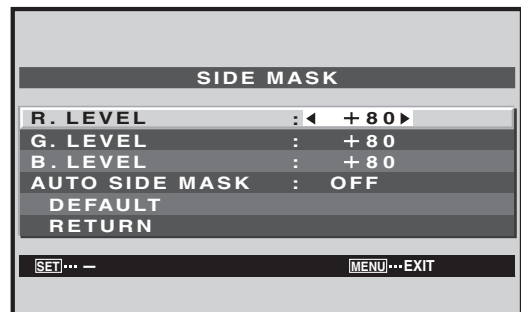 SIDE MASK
R. LEVEL : ◀ +80▶
G. LEVEL : +80
B. LEVEL : +80
AUTO SIDE MASK : OFF
DEFAULT
RETURN
SET··· — MENU···EXIT